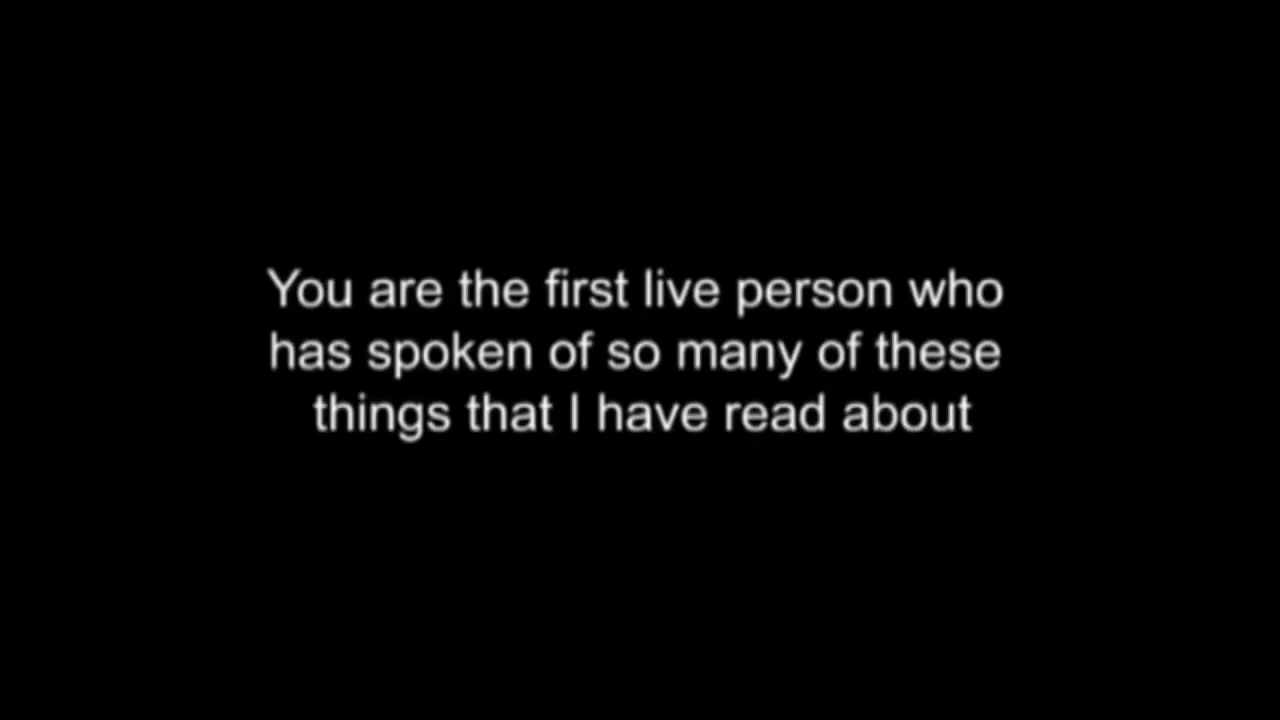 You are the first live person who
has spoken of so many of these
things that I have read about